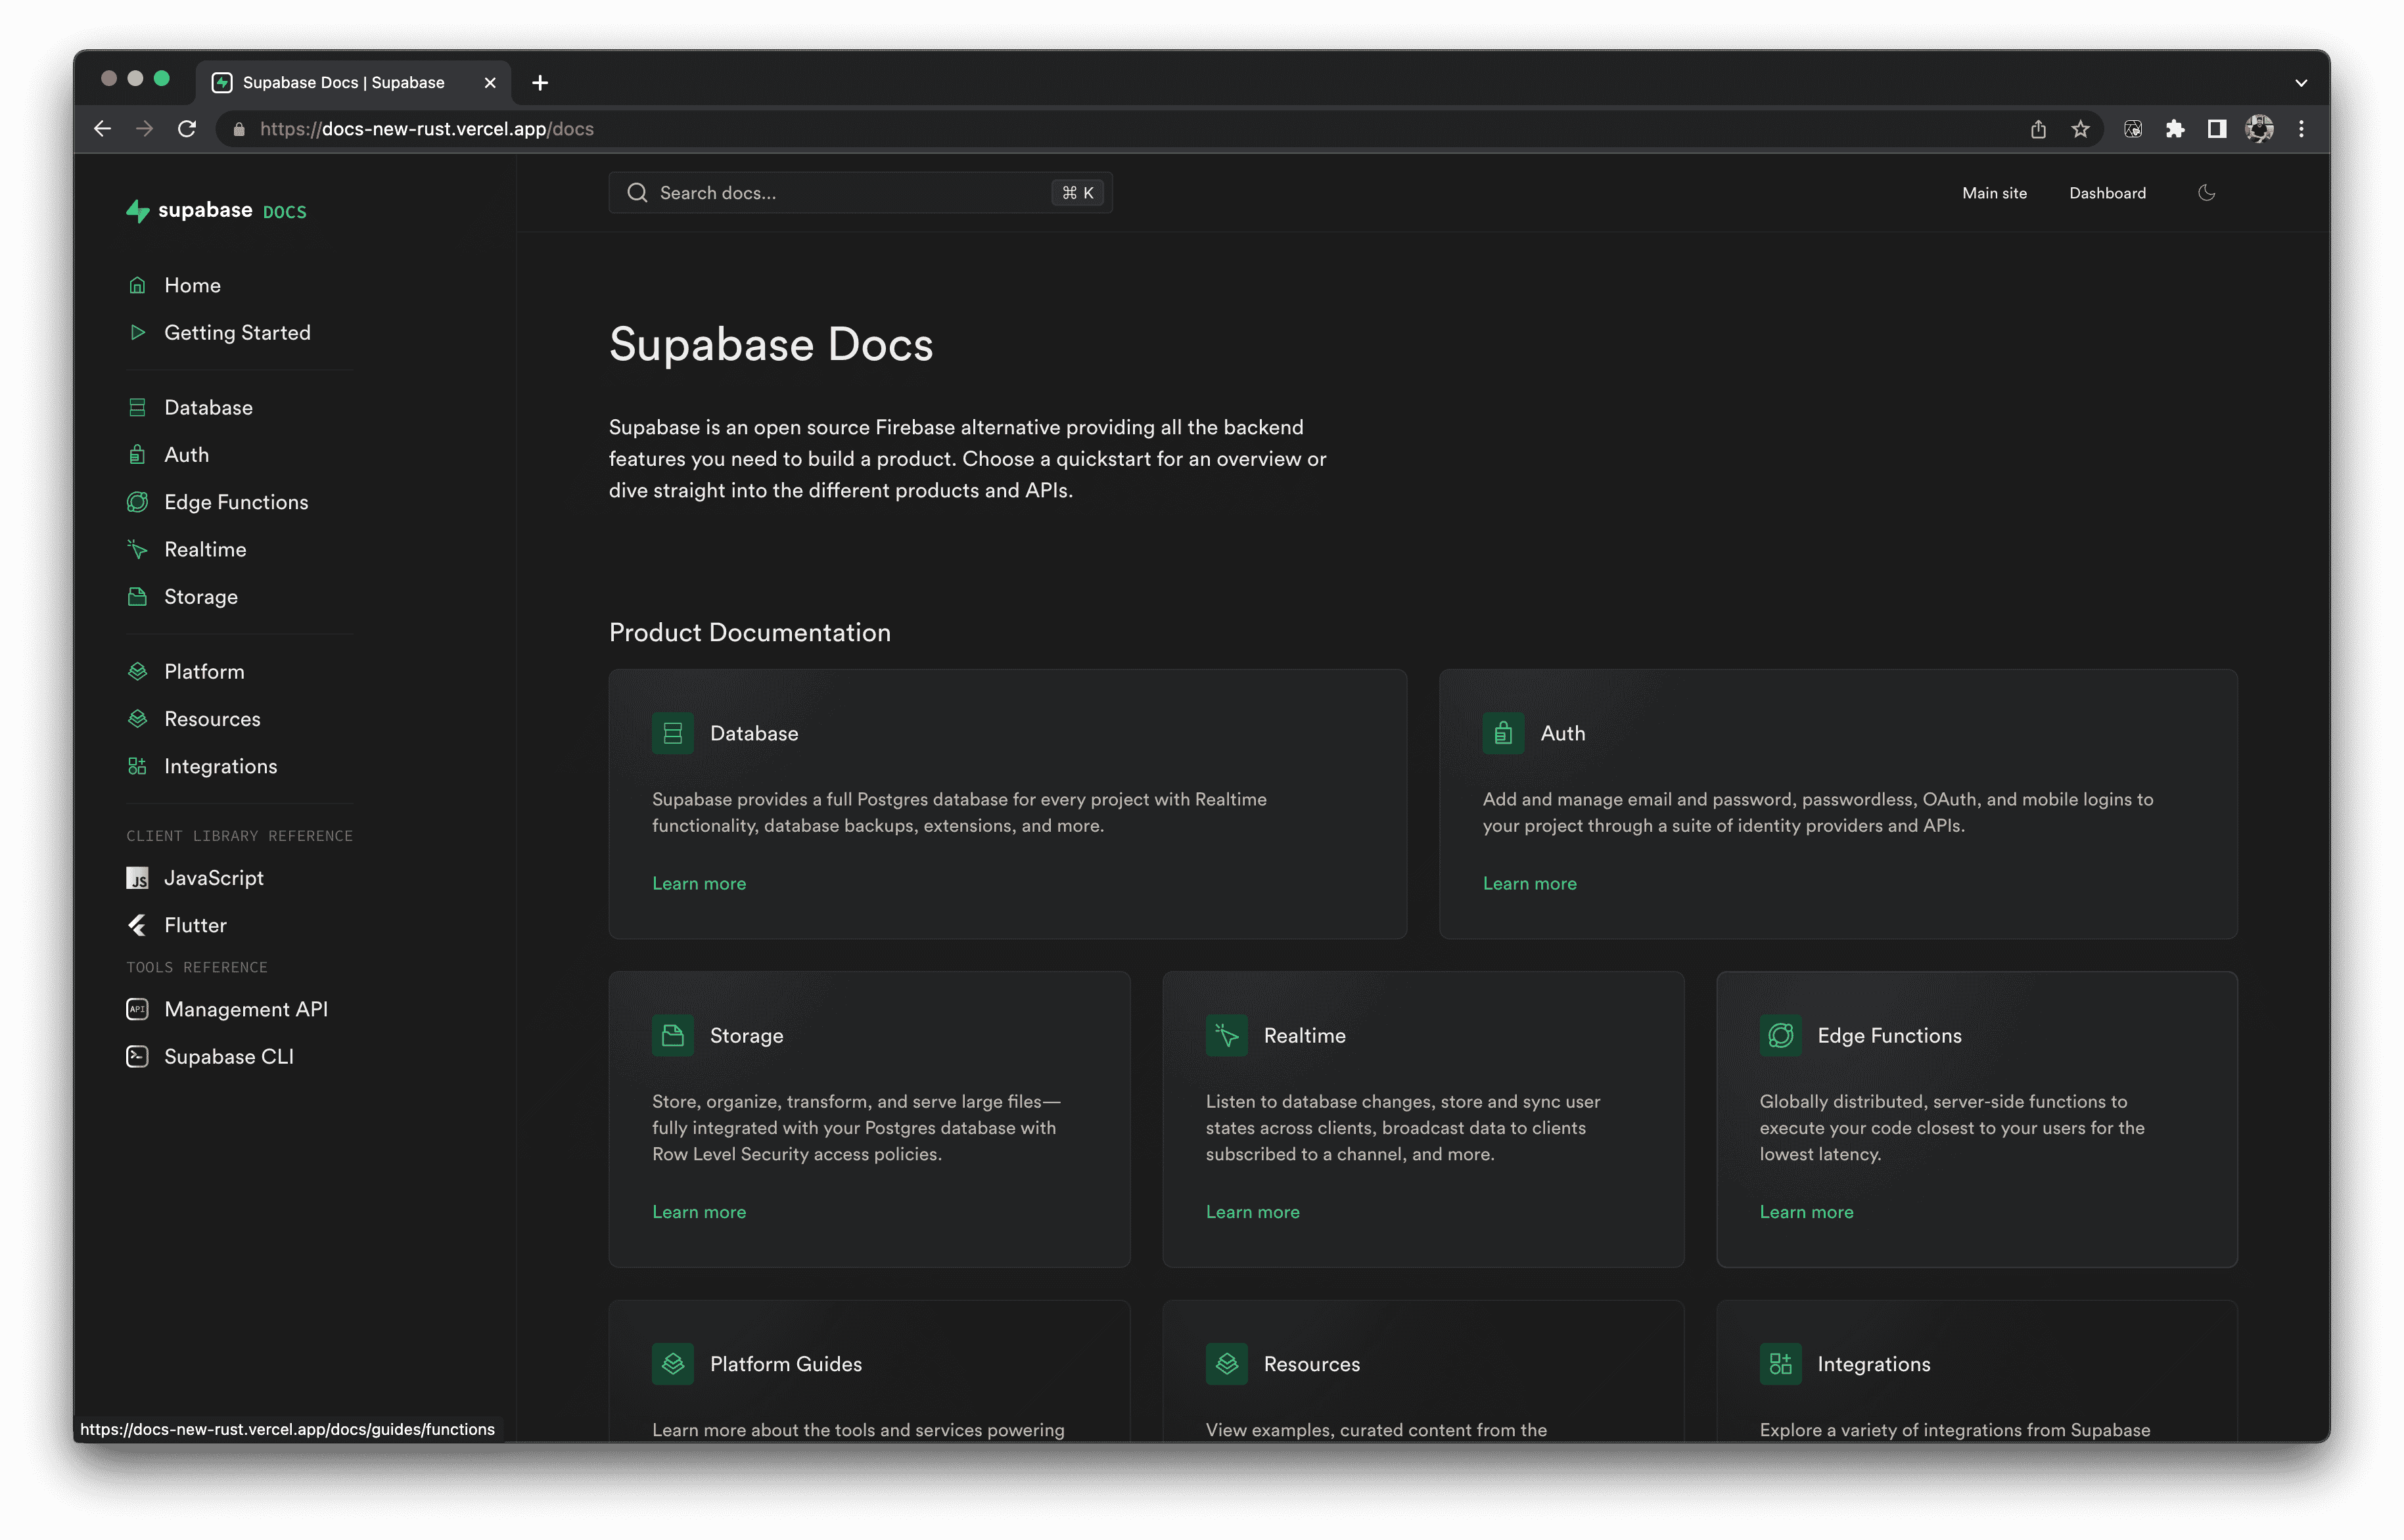 Supabase Docs | Supabase
https://docs-new-rust.vercel.app/docs
supabase DOCS
Search docs...
⌘ K
Main site
Dashboard
Home
Getting Started
Database
Auth
Edge Functions
Realtime
Storage
Platform
Resources
Integrations
CLIENT LIBRARY REFERENCE
JS
JavaScript
Flutter
TOOLS REFERENCE
API
Management API
Supabase CLI
Supabase Docs
Supabase is an open source Firebase alternative providing all the backend
features you need to build a product. Choose a quickstart for an overview or
dive straight into the different products and APIs.
Product Documentation
Database
Supabase provides a full Postgres database for every project with Realtime
functionality, database backups, extensions, and more.
Learn more
Auth
Add and manage email and password, passwordless, OAuth, and mobile logins to
your project through a suite of identity providers and APIs.
Learn more
Storage
Store, organize, transform, and serve large files—
fully integrated with your Postgres database with
Row Level Security access policies.
Learn more
Realtime
Listen to database changes, store and sync user
states across clients, broadcast data to clients
subscribed to a channel, and more.
Learn more
Edge Functions
Globally distributed, server-side functions to
execute your code closest to your users for the
lowest latency.
Learn more
Platform Guides
Learn more about the tools and services powering
Resources
View examples, curated content from the
Integrations
Explore a variety of integrations from Supabase
https://docs-new-rust.vercel.app/docs/guides/functions